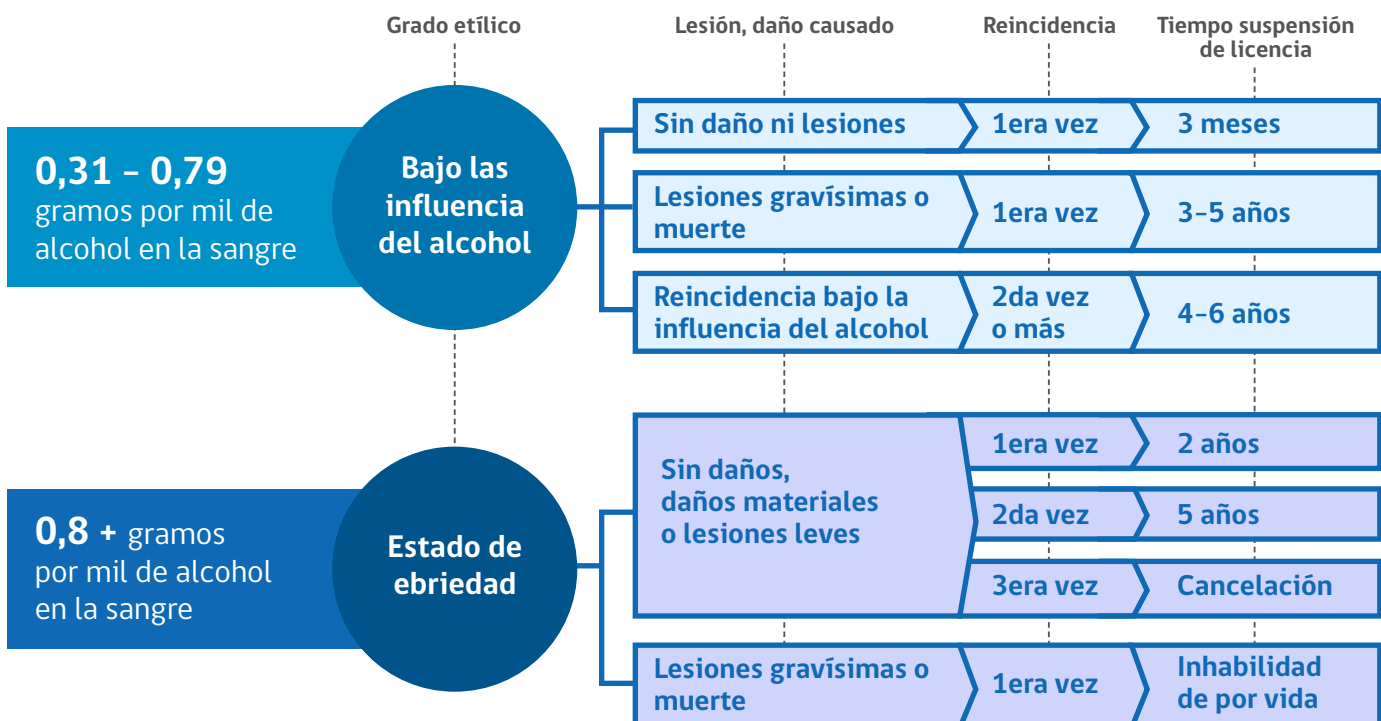 Grado etílico
Lesión, daño causado
Reincidencia
Tiempo suspensión
de licencia
0,31 – 0,79
gramos por mil de
alcohol en la sangre
Bajo las
influencia
del alcohol
Sin daño ni lesiones
1era vez
3 meses
Lesiones gravísimas o
muerte
1era vez
3-5 años
Reincidencia bajo la
influencia del alcohol
2da vez
o más
4-6 años
0,8 + gramos
por mil de alcohol
en la sangre
Estado de
ebriedad
Sin daños,
daños materiales
o lesiones leves
1era vez
2 años
2da vez
5 años
3era vez
Cancelación
Lesiones gravísimas o
muerte
1era vez
Inhabilidad
de por vida